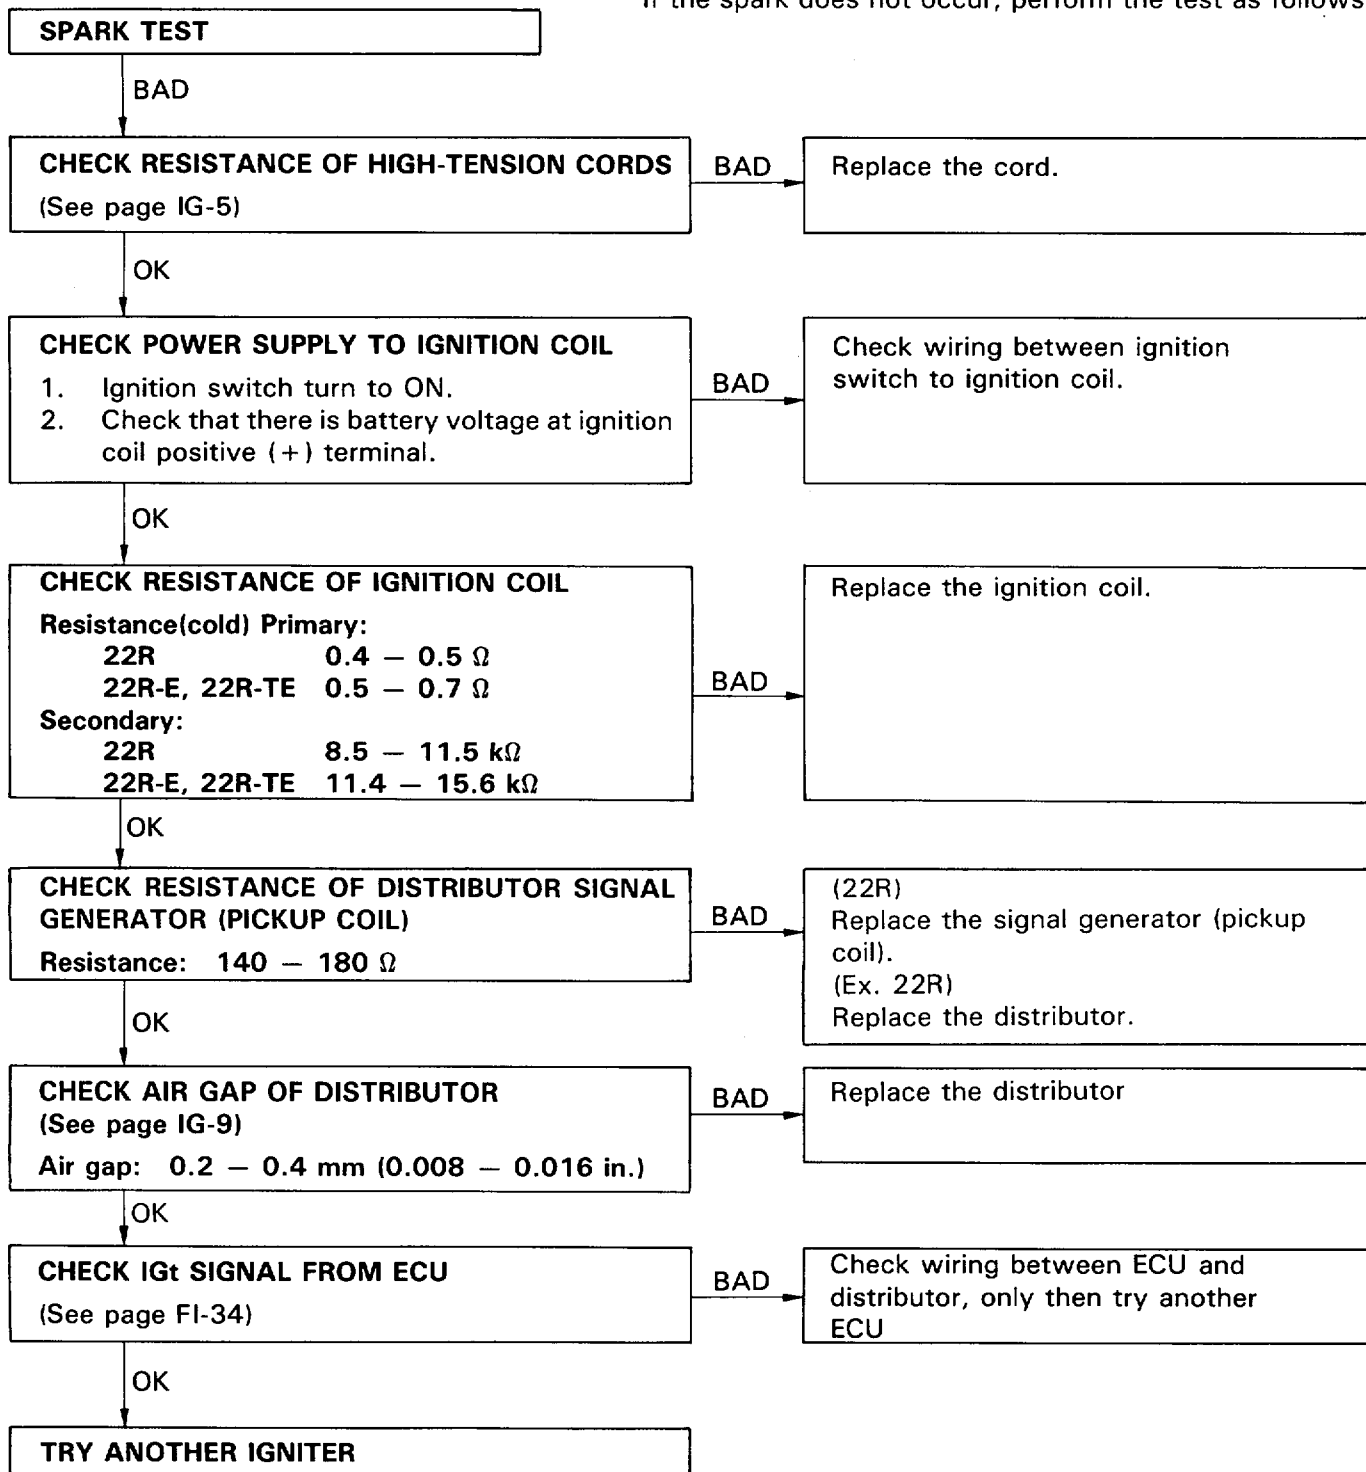 If the spark does not occur, perform the test as follows
SPARK TEST
BAD
CHECK RESISTANCE OF HIGH-TENSION CORDS
(See page IG-5)
BAD
Replace the cord.
OK
CHECK POWER SUPPLY TO IGNITION COIL
1. Ignition switch turn to ON.
2. Check that there is battery voltage at ignition
coil positive (+) terminal.
BAD
Check wiring between ignition
switch to ignition coil.
OK
CHECK RESISTANCE OF IGNITION COIL
Resistance(cold) Primary:
22R 0.4 — 0.5 Ω
22R-E, 22R-TE 0.5 — 0.7 Ω
Secondary:
22R 8.5 — 11.5 kΩ
22R-E, 22R-TE 11.4 — 15.6 kΩ
BAD
Replace the ignition coil.
OK
CHECK RESISTANCE OF DISTRIBUTOR SIGNAL
GENERATOR (PICKUP COIL)
Resistance: 140 — 180 Ω
BAD
(22R)
Replace the signal generator (pickup
coil).
(Ex. 22R)
Replace the distributor.
OK
CHECK AIR GAP OF DISTRIBUTOR
(See page IG-9)
Air gap: 0.2 — 0.4 mm (0.008 — 0.016 in.)
BAD
Replace the distributor
OK
CHECK IGt SIGNAL FROM ECU
(See page FI-34)
BAD
Check wiring between ECU and
distributor, only then try another
ECU
OK
TRY ANOTHER IGNITER